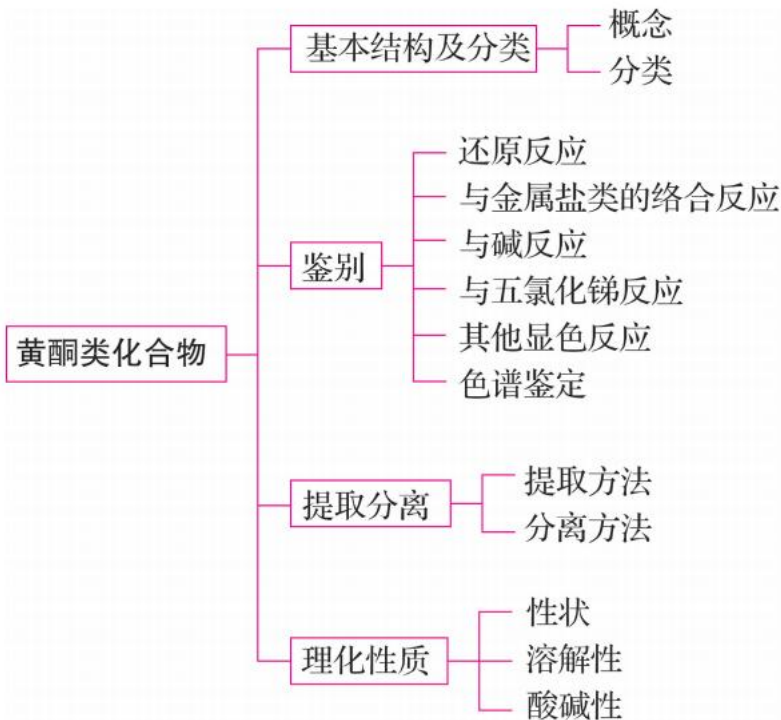 黄酮类化合物
基本结构及分类
概念
分类
鉴别
还原反应
与金属盐类的络合反应
与碱反应
与五氯化锑反应
其他显色反应
色谱鉴定
提取分离
提取方法
分离方法
理化性质
性状
溶解性
酸碱性